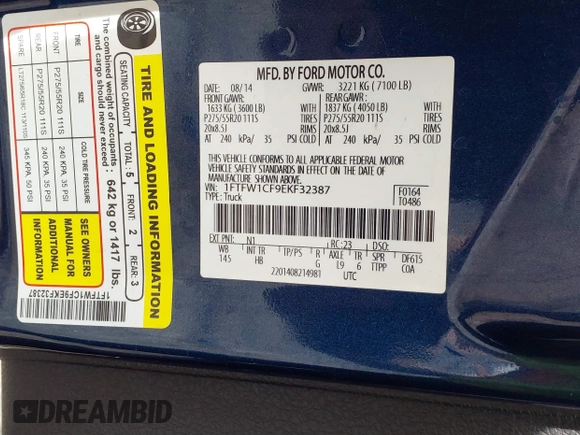 TIRE AND LOADING INFORMATION
SEATING CAPACITY TOTAL: 5 FRONT: 2 REAR: 3
The combined weight of occupants
and cargo should never exceed: 642 kg or 1417 lbs.
TIRE COLD TIRE PRESSURE
FRONT P275/55R20 111S 240 KPA, 35 PSI
REAR P275/55R20 111S 240 KPA, 35 PSI
SPARE LT275/65R18C 113/110S 345 KPA, 50 PSI
SEE OWNERS
MANUAL FOR
ADDITIONAL
INFORMATION
1FTFW1CF9EKF32387
MFD. BY FORD MOTOR CO.
DATE: 08/14 GVWR: 3221 KG (7100 LB)
FRONT GAWR: REAR GAWR:
1633 KG (3600 LB) WITH 1837 KG (4050 LB) WITH
P275/55R20 111S TIRES P275/55R20 111S TIRES
20x8.5J RIMS 20x8.5J RIMS
AT 240 kPa/ 35 PSI COLD AT 240 kPa/ 35 PSI COLD
THIS VEHICLE CONFORMS TO ALL APPLICABLE FEDERAL MOTOR
VEHICLE SAFETY STANDARDS IN EFFECT ON THE DATE OF
MANUFACTURE SHOWN ABOVE.
VIN: 1FTFW1CF9EKF32387 F0164
TYPE: Truck T0486
EXT PNT: N1 RC: 23 DSO:
WB INT TR TP/PS R AXLE TR SPR DF615
145 HB G L9 6 TTPP COA
2201408214981 UTC
DREAMBID